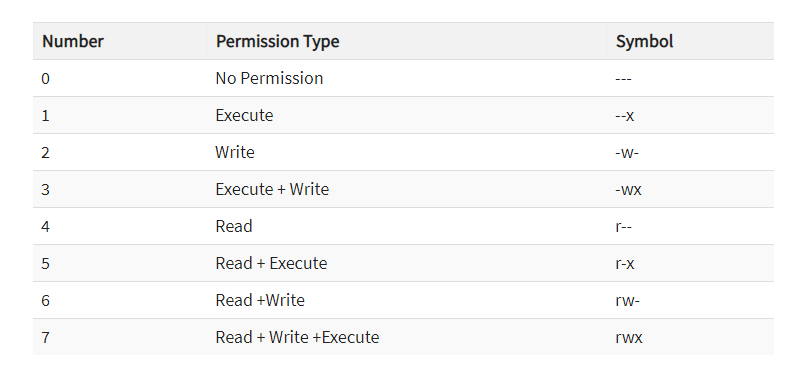 Number Permission Type Symbol
0 No Permission ---
1 Execute --x
2 Write -w-
3 Execute + Write -wx
4 Read r--
5 Read + Execute r-x
6 Read +Write rw-
7 Read + Write +Execute rwx